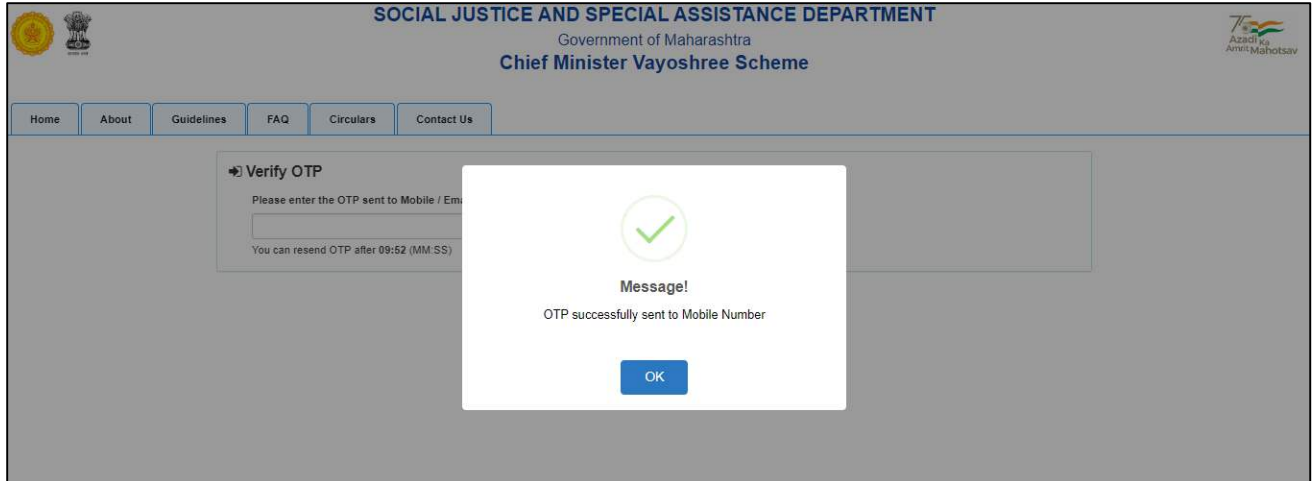 SOCIAL JUSTICE AND SPECIAL ASSISTANCE DEPARTMENT
Government of Maharashtra
Chief Minister Vayoshree Scheme
Azadi Ka
Amrit Mahotsav
Home About Guidelines FAQ Circulars Contact Us
Verify OTP
Please enter the OTP sent to Mobile /
You can resend OTP after 09:52 (MM:SS)
Message!
OTP successfully sent to Mobile Number
OK